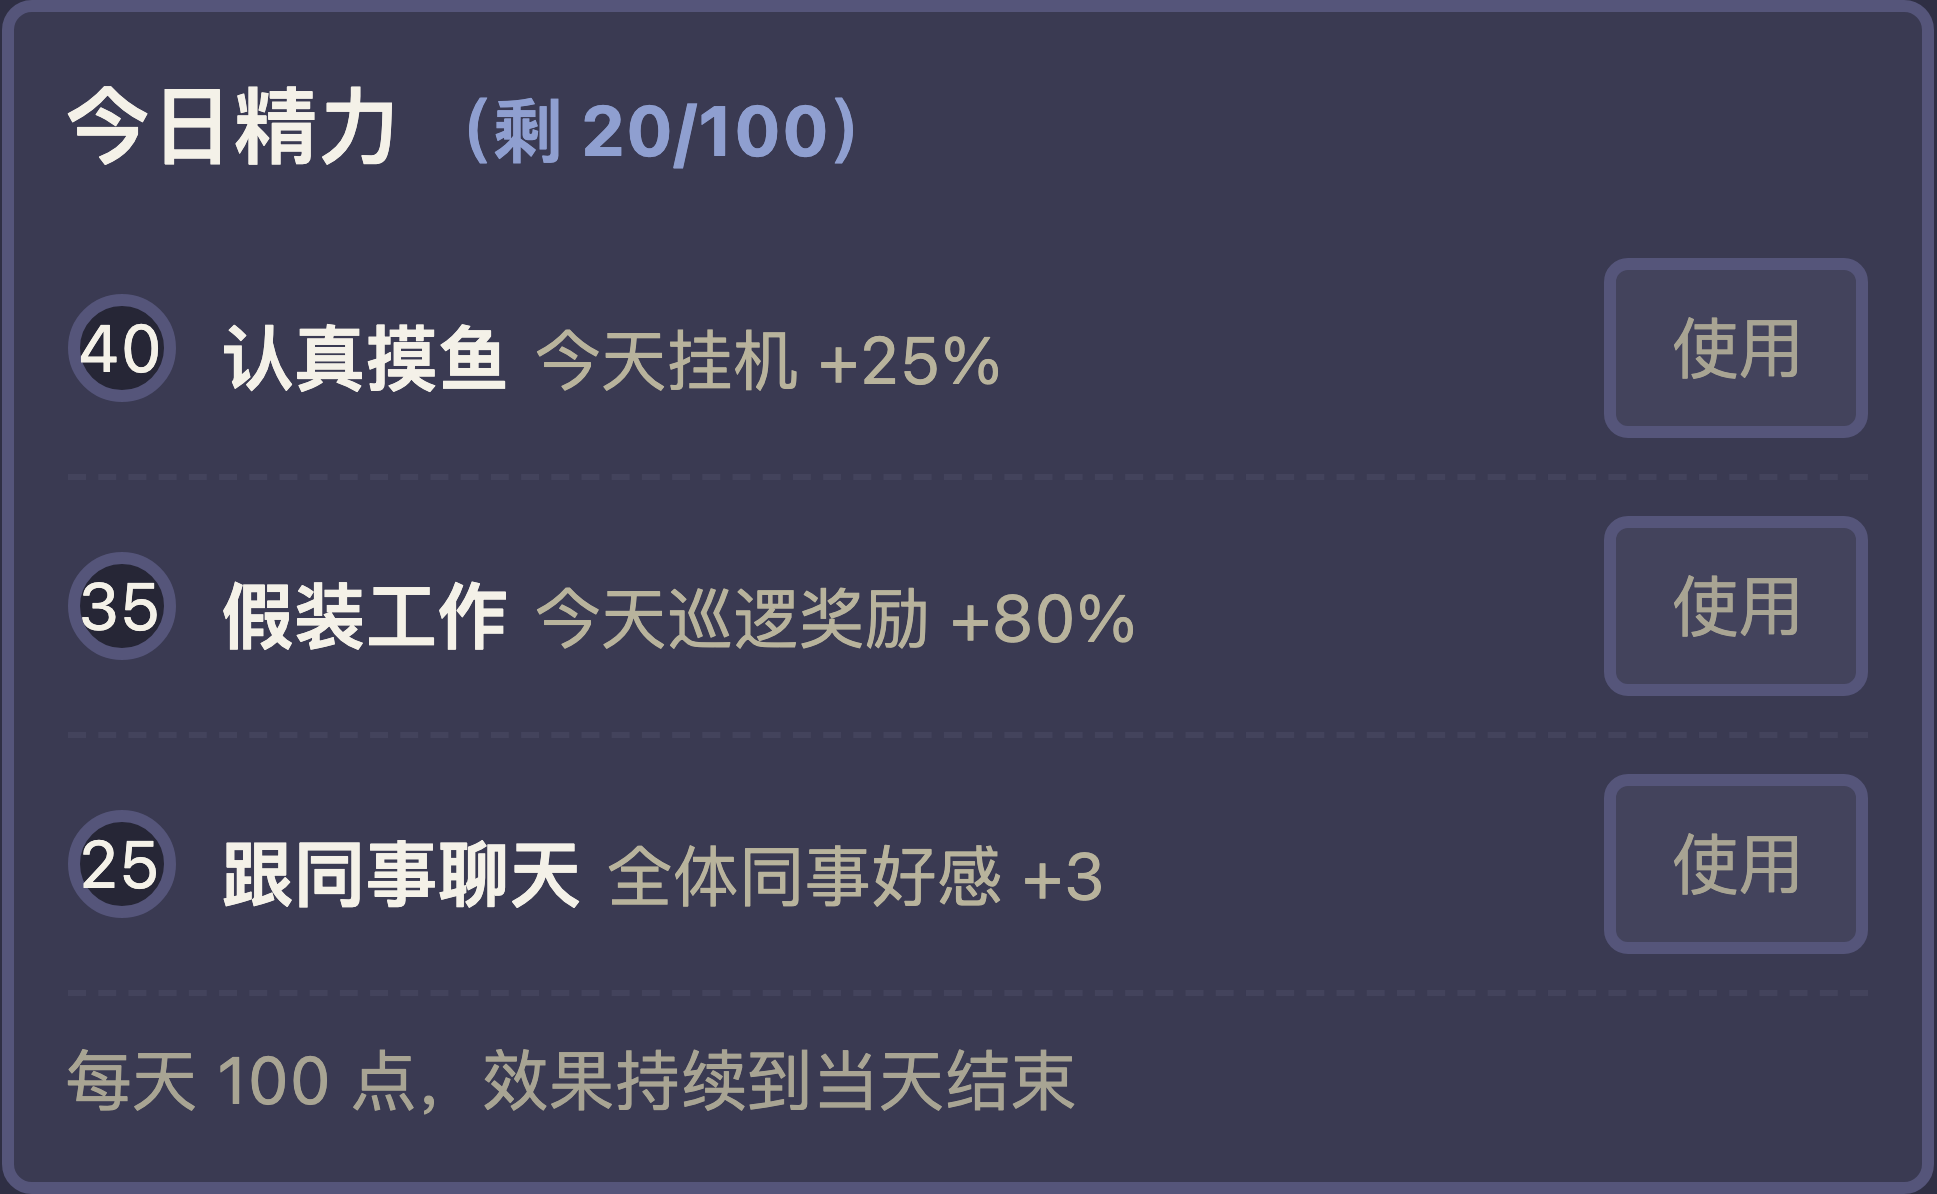 今日精力 （剩 20/100）
40 认真摸鱼 今天挂机 +25% 使用
35 假装工作 今天巡逻奖励 +80% 使用
25 跟同事聊天 全体同事好感 +3 使用
每天 100 点，效果持续到当天结束